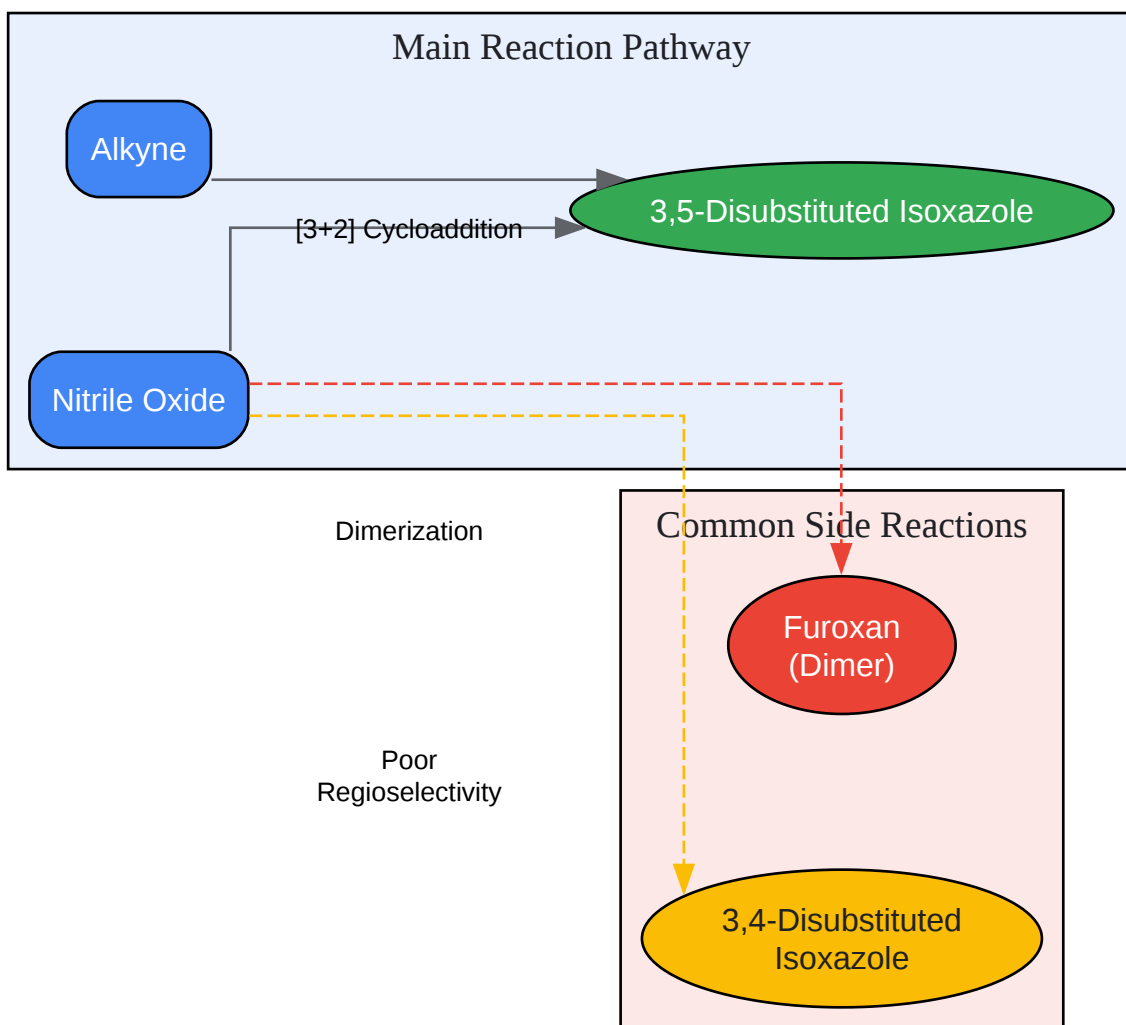 Main Reaction Pathway
Alkyne
3,5-Disubstituted Isoxazole
[3+2] Cycloaddition
Nitrile Oxide
Common Side Reactions
Dimerization
Furoxan
(Dimer)
Poor
Regioselectivity
3,4-Disubstituted
Isoxazole